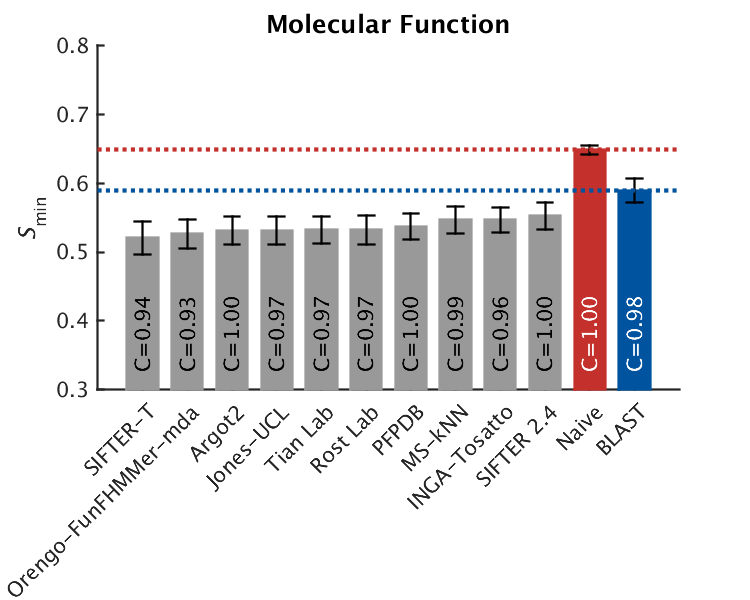 Molecular Function
0.8
0.7
0.6
0.5
0.4
0.3
Smin
C=0.94
C=0.93
C=1.00
C=0.97
C=0.97
C=0.97
C=1.00
C=0.99
C=0.96
C=1.00
C=1.00
C=0.98
SIFTER-T
Orengo-FunFHMMer-mda
Argot2
Jones-UCL
Tian Lab
Rost Lab
PFPDB
MS-kNN
INGA-Tosatto
SIFTER 2.4
Naive
BLAST